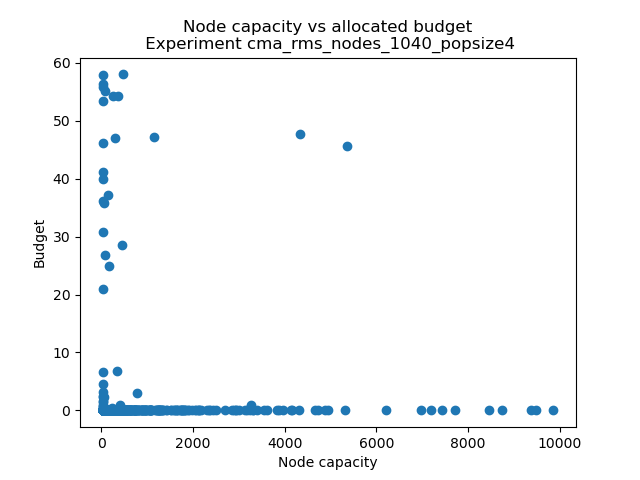 Node capacity vs allocated budget
Experiment cma_rms_nodes_1040_popsize4
60
50
40
30
20
10
0
Budget
0 2000 4000 6000 8000 10000
Node capacity